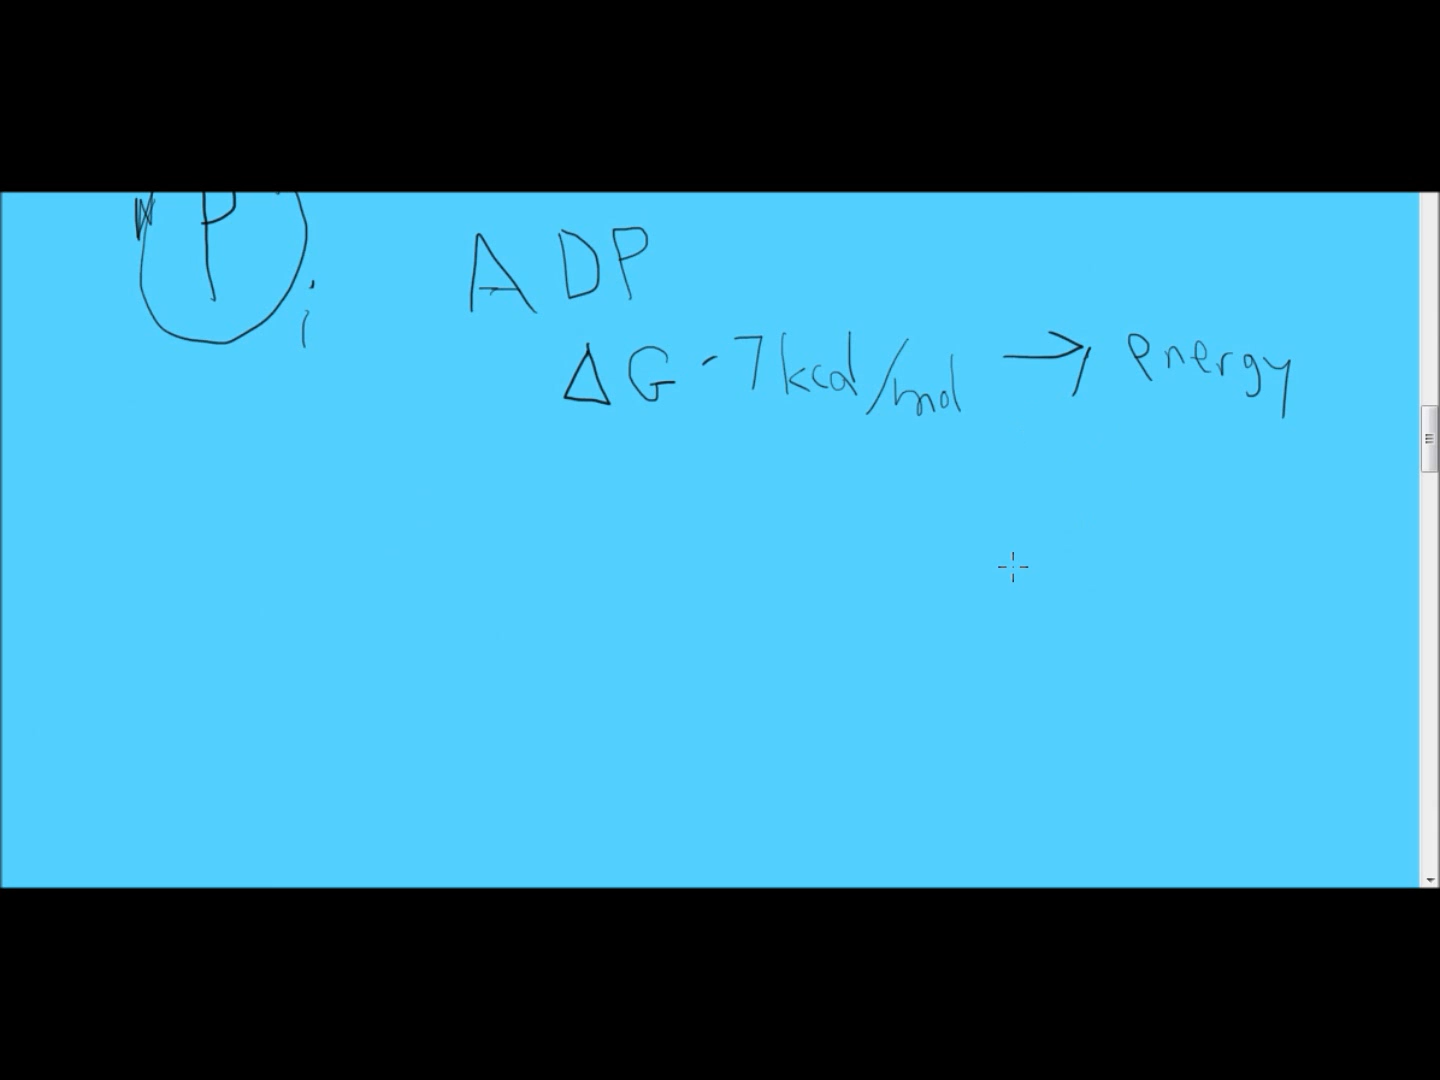 P i
ADP
ΔG -7kcal/mol → energy